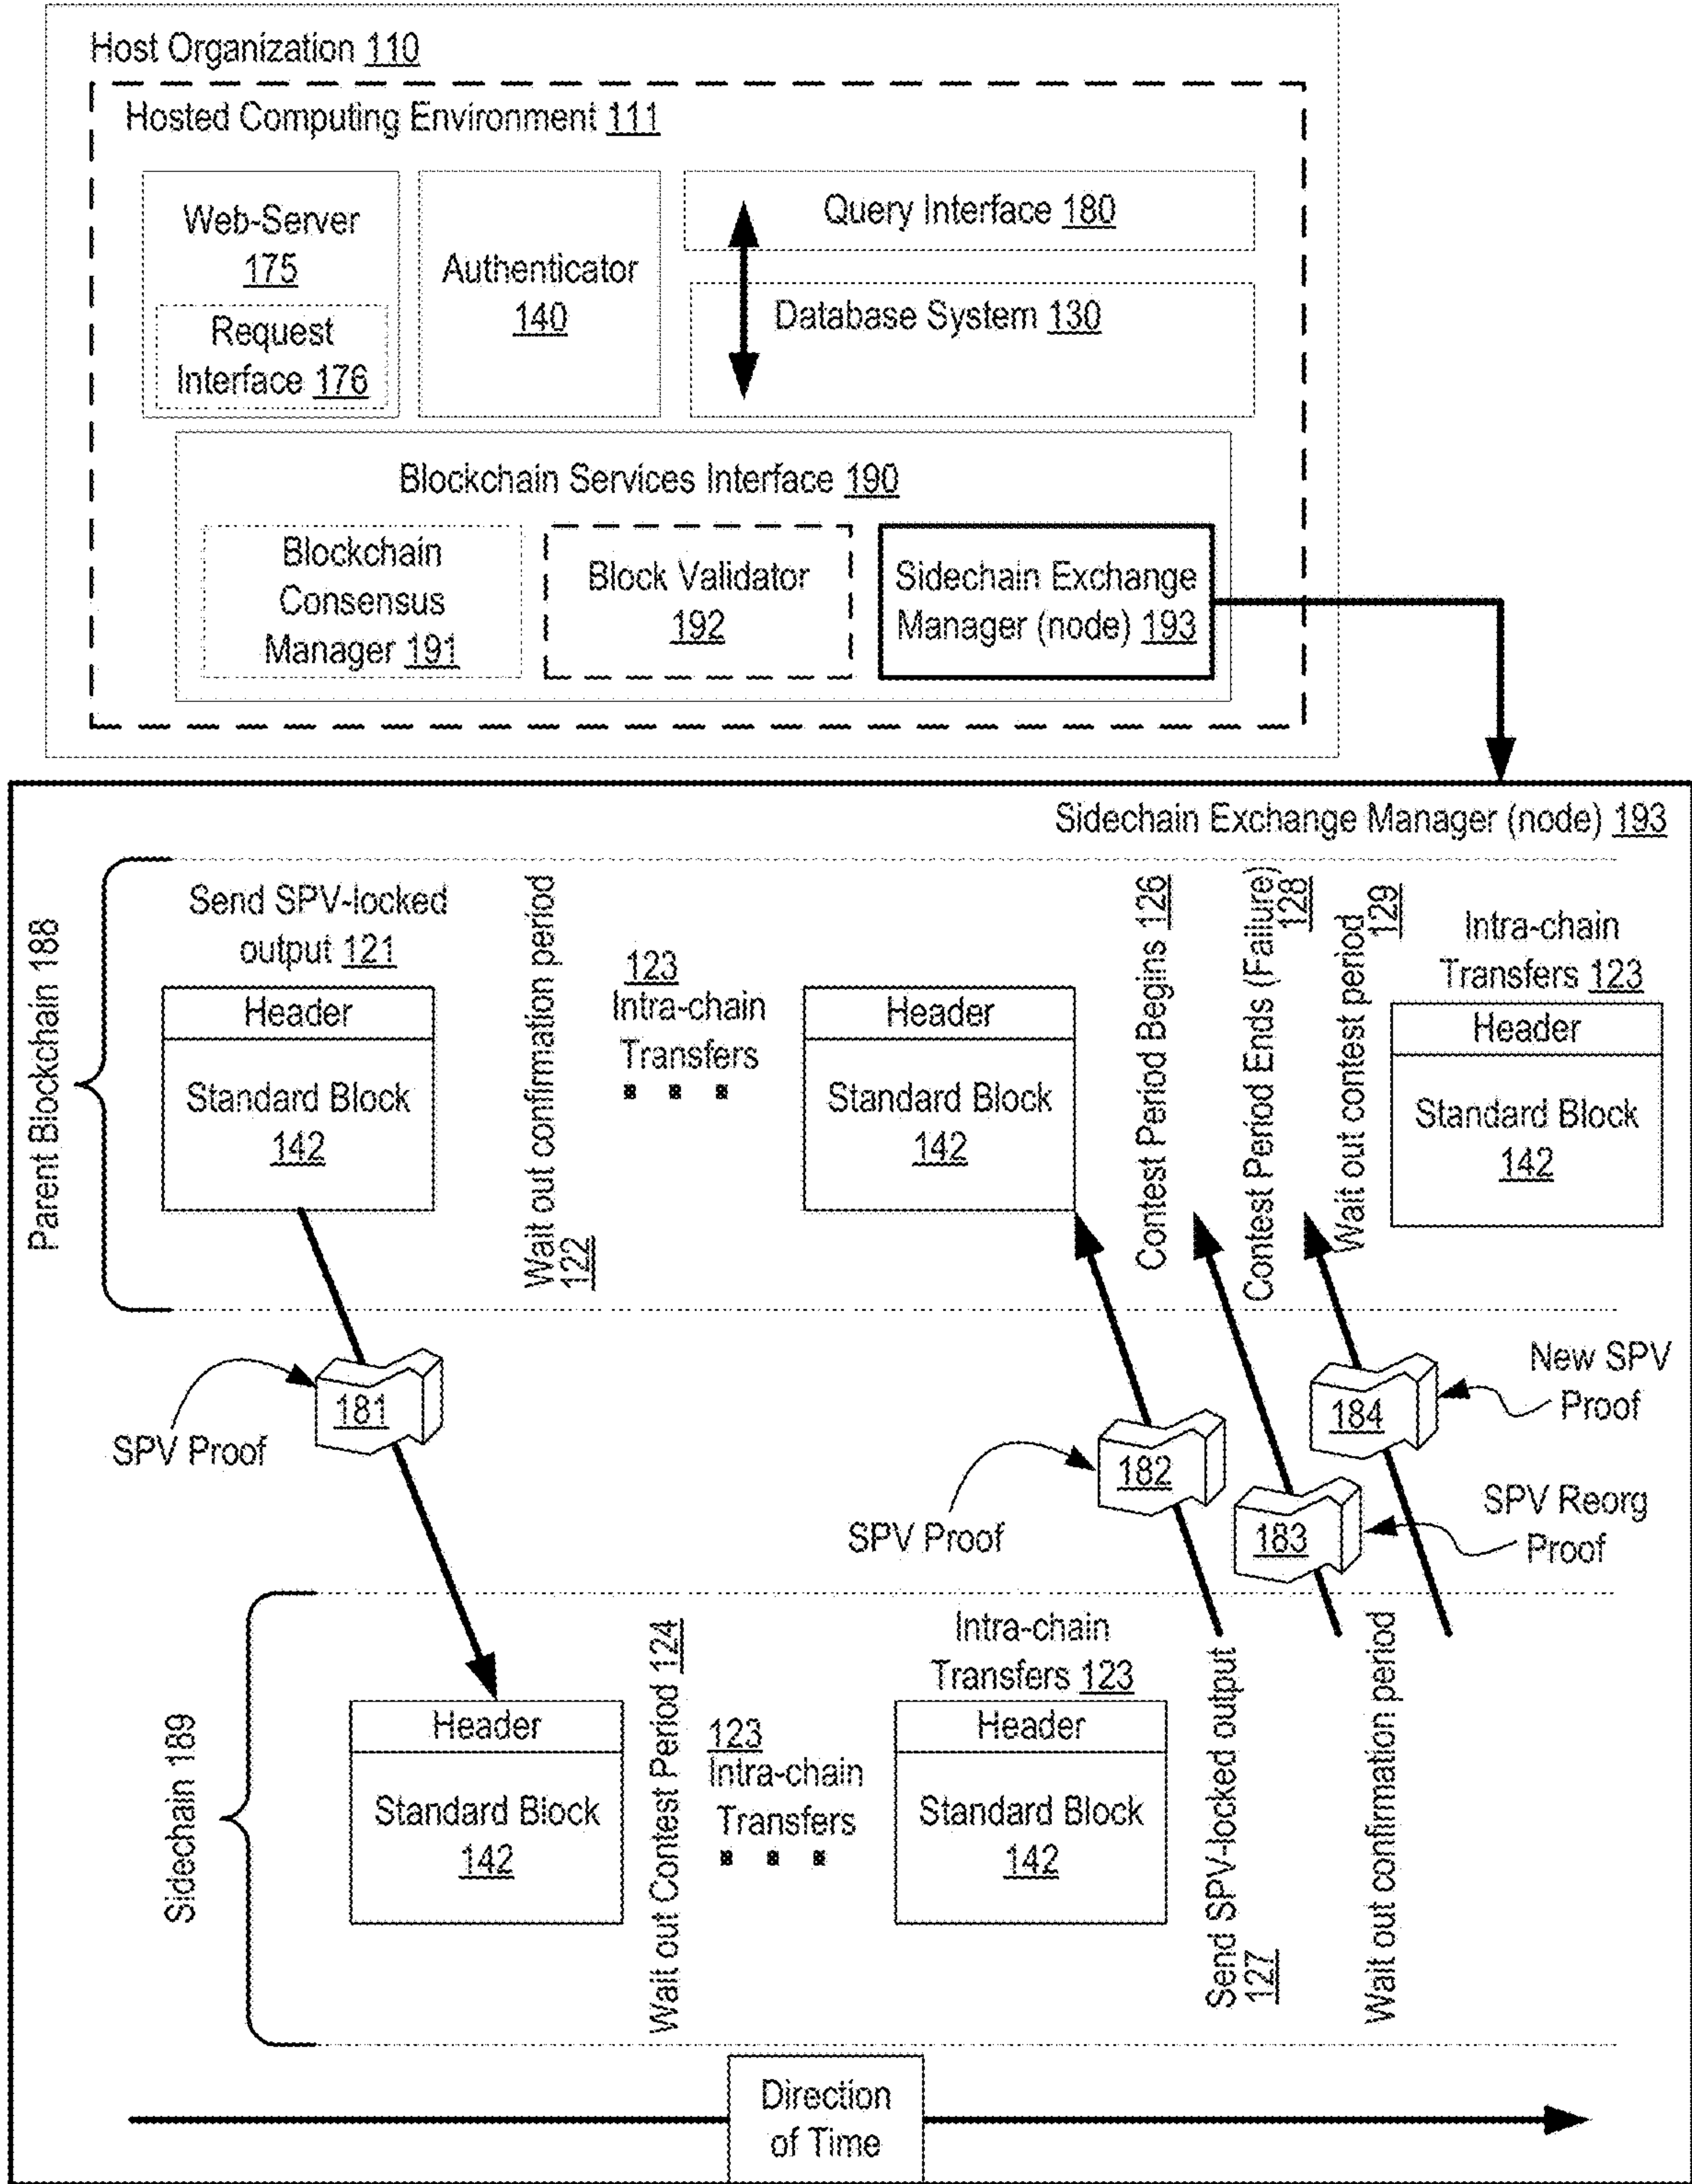 Host Organization 110
Hosted Computing Environment 111
Web-Server
175
Request
Interface 176
Authenticator
140
Query Interface 180
Database System 130
Blockchain Services Interface 190
Blockchain
Consensus
Manager 191
Block Validator
192
Sidechain Exchange
Manager (node) 193
Sidechain Exchange Manager (node) 193
Parent Blockchain 188
Send SPV-locked
output 121
Header
Standard Block
142
Wait out confirmation period
122
123
Intra-chain
Transfers
Header
Standard Block
142
Contest Period Begins 126
Contest Period Ends (Failure)
128
Wait out contest period
129
Intra-chain
Transfers 123
Header
Standard Block
142
SPV Proof
181
SPV Proof
182
183
184
New SPV
Proof
SPV Reorg
Proof
Sidechain 189
Header
Standard Block
142
Wait out Contest Period 124
123
Intra-chain
Transfers
Intra-chain
Transfers 123
Header
Standard Block
142
Send SPV-locked output
127
Wait out confirmation period
Direction
of Time